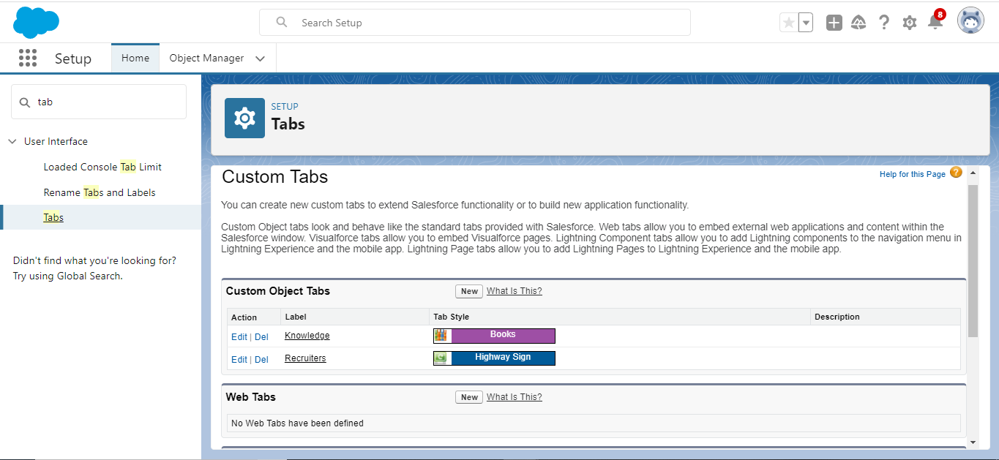 Search Setup
8
Setup
Home
Object Manager
tab
User Interface
Loaded Console Tab Limit
Rename Tabs and Labels
Tabs
Didn't find what you're looking for?
Try using Global Search.
SETUP
Tabs
Custom Tabs
Help for this Page ?
You can create new custom tabs to extend Salesforce functionality or to build new application functionality.
Custom Object tabs look and behave like the standard tabs provided with Salesforce. Web tabs allow you to embed external web applications and content within the
Salesforce window. Visualforce tabs allow you to embed Visualforce pages. Lightning Component tabs allow you to add Lightning components to the navigation menu in
Lightning Experience and the mobile app. Lightning Page tabs allow you to add Lightning Pages to Lightning Experience and the mobile app.
Custom Object Tabs New What Is This?
Action Label Tab Style Description
Edit | Del Knowledge Books
Edit | Del Recruiters Highway Sign
Web Tabs New What Is This?
No Web Tabs have been defined